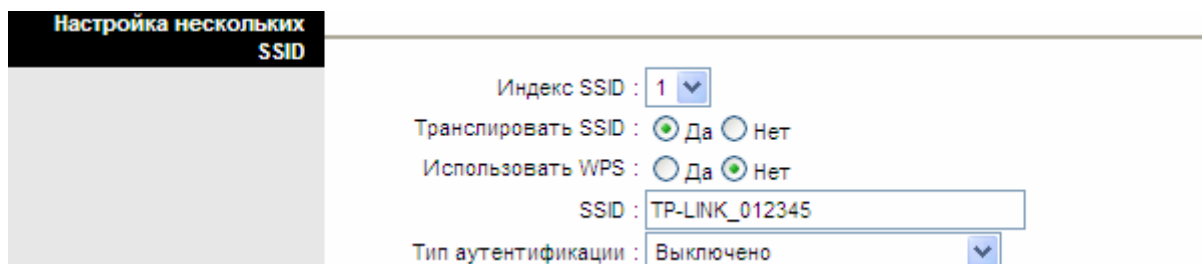 Настройка нескольких
SSID
Индекс SSID : 1
Транслировать SSID : Да Нет
Использовать WPS : Да Нет
SSID : TP-LINK_012345
Тип аутентификации : Выключено